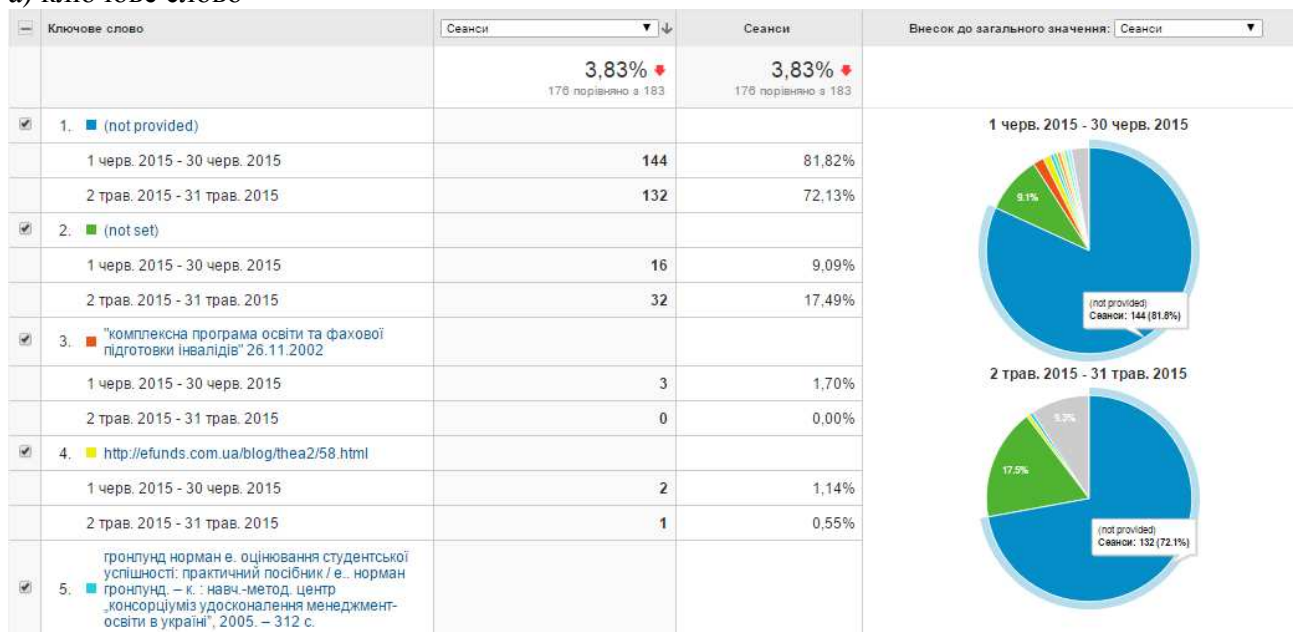 а) ключове слово
Ключове слово Сеанси Сеанси Внесок до загального значення: Сеанси
3,83% 3,83%
176 порівняно з 183 176 порівняно з 183
1. (not provided)
1 черв. 2015 - 30 черв. 2015 144 81,82%
2 трав. 2015 - 31 трав. 2015 132 72,13%
2. (not set)
1 черв. 2015 - 30 черв. 2015 16 9,09%
2 трав. 2015 - 31 трав. 2015 32 17,49%
3. "комплексна програма освіти та фахової
підготовки інвалідів" 26.11.2002
1 черв. 2015 - 30 черв. 2015 3 1,70%
2 трав. 2015 - 31 трав. 2015 0 0,00%
4. http://efunds.com.ua/blog/thea2/58.html
1 черв. 2015 - 30 черв. 2015 2 1,14%
2 трав. 2015 - 31 трав. 2015 1 0,55%
5. гронлунд норман е. оцінювання студентської
успішності: практичний посібник / е.. норман
гронлунд. – к. : навч.-метод. центр
„консорціуміз удосконалення менеджмент-
освіти в україні”, 2005. – 312 с.
1 черв. 2015 - 30 черв. 2015
9.1%
(not provided)
Сеанси: 144 (81.8%)
2 трав. 2015 - 31 трав. 2015
9.3%
17.5%
(not provided)
Сеанси: 132 (72.1%)